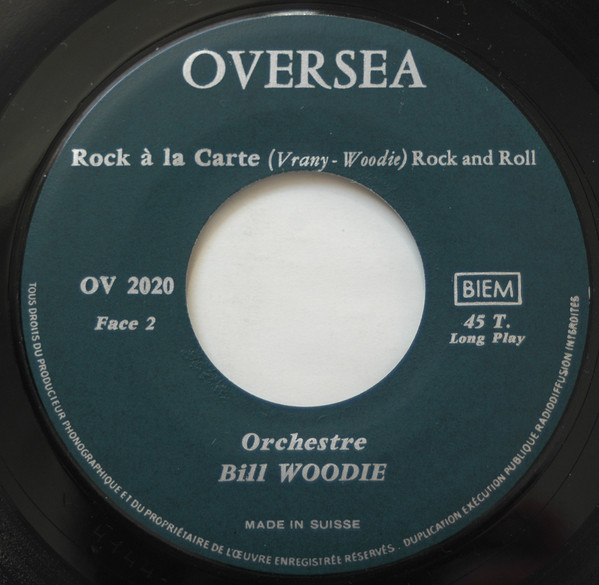 OVERSEA
Rock à la Carte (Vrany - Woodie) Rock and Roll
OV 2020
Face 2
BIEM
45 T.
Long Play
Orchestre
Bill WOODIE
MADE IN SUISSE
TOUS DROITS DU PRODUCTEUR PHONOGRAPHIQUE ET DU PROPRIÉTAIRE DE L'ŒUVRE ENREGISTRÉE RÉSERVÉS. DUPLICATION EXÉCUTION PUBLIQUE RADIODIFFUSION INTERDITES